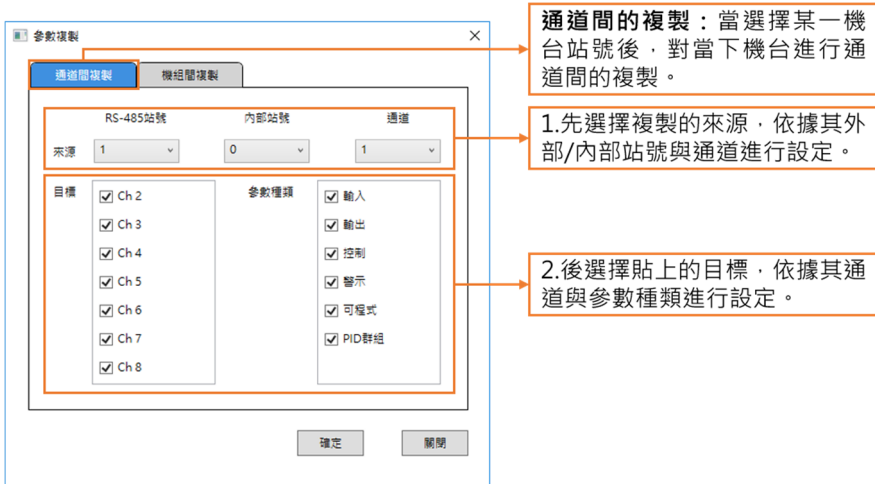 參數複製
通道間複製
機組間複製
RS-485站號
內部站號
通道
來源
1
0
1
目標
參數種類
Ch 2
Ch 3
Ch 4
Ch 5
Ch 6
Ch 7
Ch 8
輸入
輸出
控制
警示
可程式
PID群組
確定
關閉
通道間的複製：當選擇某一機
台站號後，對當下機台進行通
道間的複製。
1.先選擇複製的來源，依據其外
部/內部站號與通道進行設定。
2.後選擇貼上的目標，依據其通
道與參數種類進行設定。